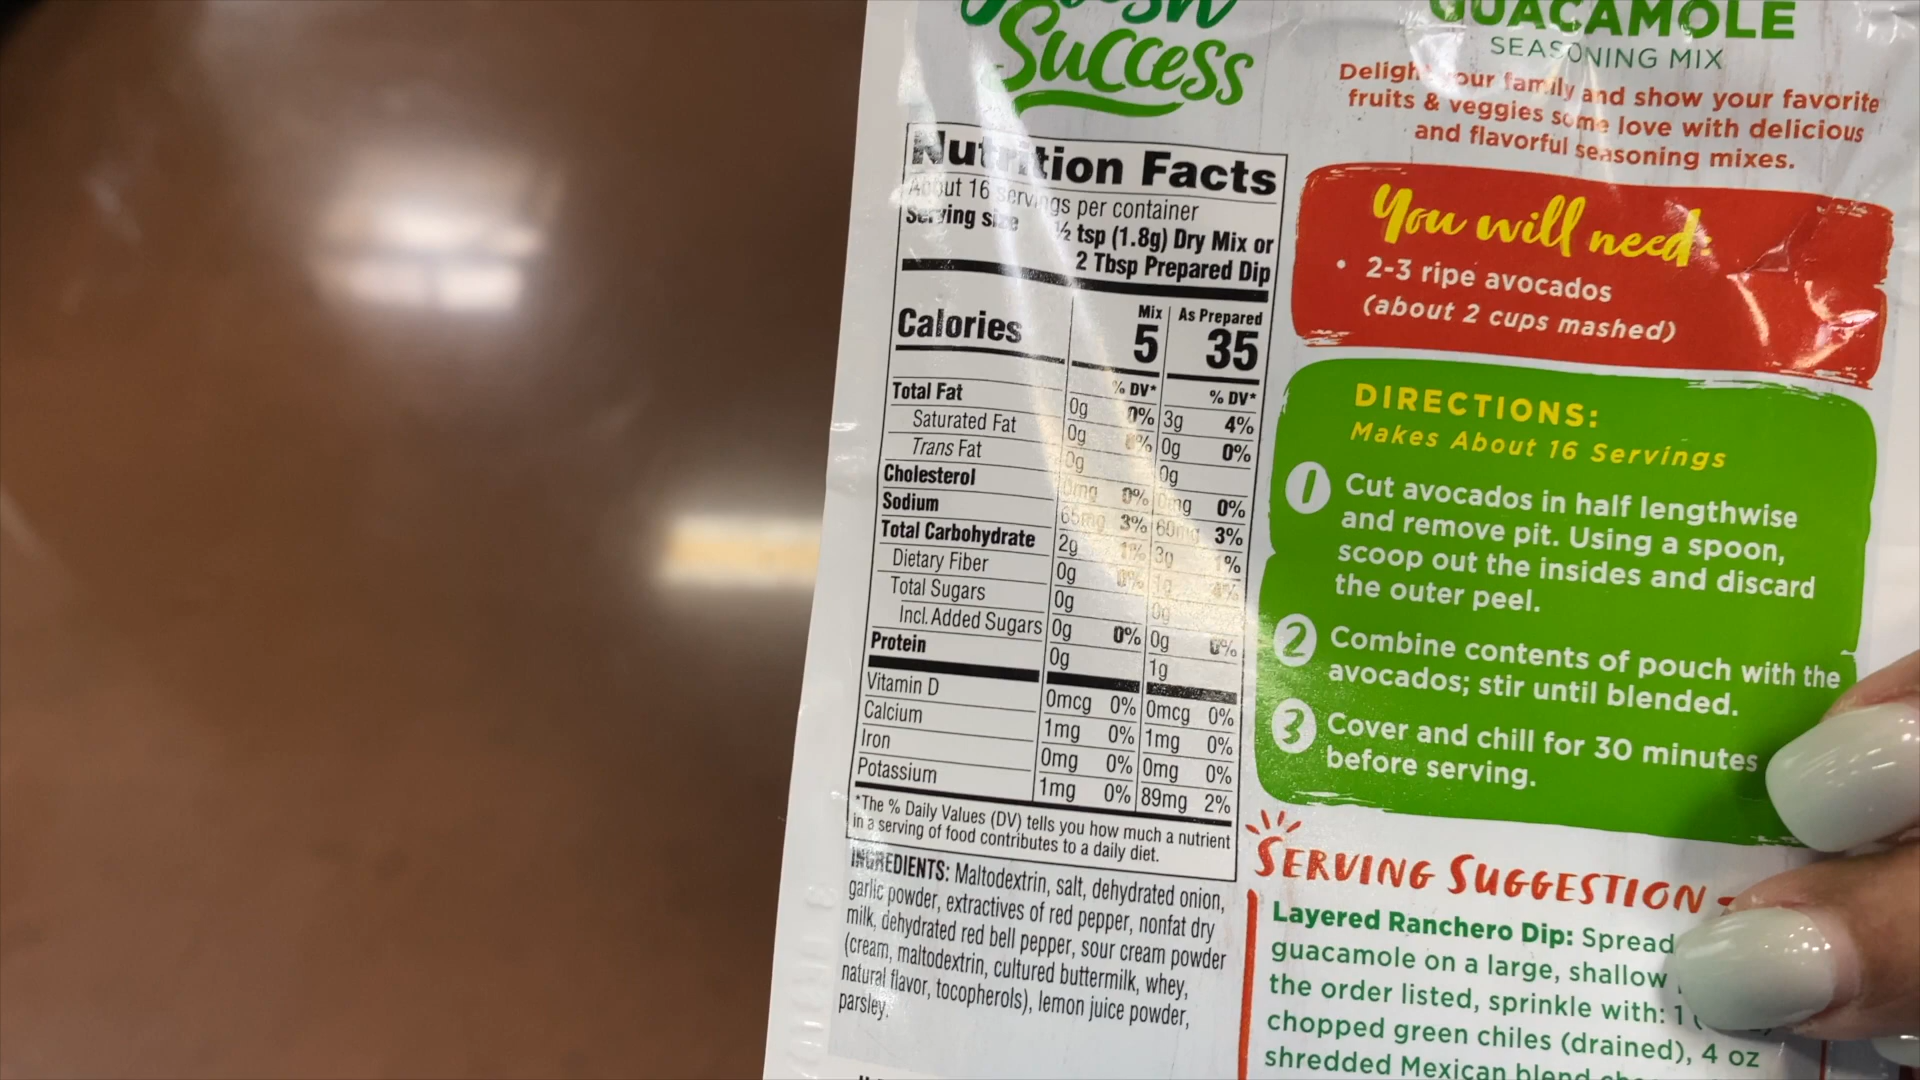 Success
Nutrition Facts
About 16 servings per container
Serving size ½ tsp (1.8g) Dry Mix or
2 Tbsp Prepared Dip
Mix As Prepared
Calories 5 35
% DV* % DV*
Total Fat 0g 0% 3g 4%
Saturated Fat 0g 0% 0g 0%
Trans Fat 0g 0g
Cholesterol 0mg 0% 0mg 0%
Sodium 65mg 3% 60mg 3%
Total Carbohydrate 2g 1% 3g 1%
Dietary Fiber 0g 0% 1g 4%
Total Sugars 0g 0g
Incl. Added Sugars 0g 0% 0g 0%
Protein 0g 1g
Vitamin D 0mcg 0% 0mcg 0%
Calcium 1mg 0% 1mg 0%
Iron 0mg 0% 0mg 0%
Potassium 1mg 0% 89mg 2%
*The % Daily Values (DV) tells you how much a nutrient
in a serving of food contributes to a daily diet.
INGREDIENTS: Maltodextrin, salt, dehydrated onion,
garlic powder, extractives of red pepper, nonfat dry
milk, dehydrated red bell pepper, sour cream powder
(cream, maltodextrin, cultured buttermilk, whey,
natural flavor, tocopherols), lemon juice powder,
parsley.
GUACAMOLE
SEASONING MIX
Delight your family and show your favorite
fruits & veggies some love with delicious
and flavorful seasoning mixes.
You will need:
• 2-3 ripe avocados
(about 2 cups mashed)
DIRECTIONS:
Makes About 16 Servings
1 Cut avocados in half lengthwise
and remove pit. Using a spoon,
scoop out the insides and discard
the outer peel.
2 Combine contents of pouch with the
avocados; stir until blended.
3 Cover and chill for 30 minutes
before serving.
SERVING SUGGESTION
Layered Ranchero Dip: Spread
guacamole on a large, shallow
the order listed, sprinkle with: 1
chopped green chiles (drained), 4 oz
shredded Mexican blend